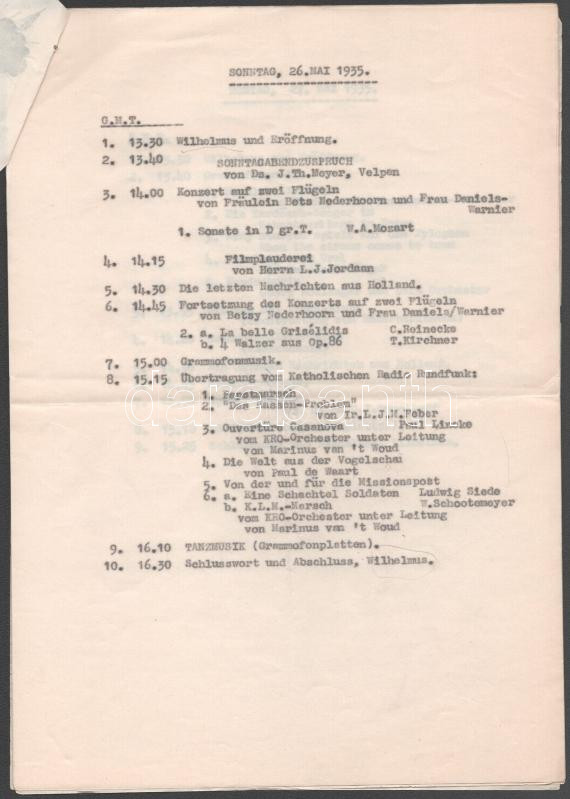 SONNTAG, 26.MAI 1935.
G.M.T.
1. 13.30 Wilhelmus und Eröffnung.
2. 13.40 SONNTAGABENDZUSPRUCH
von Ds. J.Th.Meyer, Velpen
3. 14.00 Konzert auf zwei Flügeln
von Fräulein Bets Nederhoorn und Frau Daniels-
Warnier
1. Sonate in D gr.T. W.A.Mozart
4. 14.15 Filmplauderei
von Herrn L.J.Jordaan
5. 14.30 Die letzten Nachrichten aus Holland.
6. 14.45 Fortsetzung des Konzerts auf zwei Flügeln
von Betsy Nederhoorn und Frau Daniels/Warnier
2. a. La belle Grisélidis C.Reinecke
b. 4 Walzer aus Op.86 T.Kirchner
7. 15.00 Grammofonmusik.
8. 15.15 Übertragung vom Katholischen Radio Rundfunk:
1. Festmarsch
2. "Das Rassen-Problem"
von Ir.L.J.M.Feber
3. Ouverture Casanova Paul Lincke
vom KRO-Orchester unter Leitung
von Marinus van 't Woud
4. Die Welt aus der Vogelschau
von Paul de Waart
5. Von der und für die Missionspost
6. a. Eine Schachtel Soldaten Ludwig Siede
b. K.L.M.-Marsch W.Schootemeyer
vom KRO-Orchester unter Leitung
von Marinus van 't Woud
9. 16.10 TANZMUSIK (Grammofonplatten).
10. 16.30 Schlusswort und Abschluss, Wilhelmus.
databanth